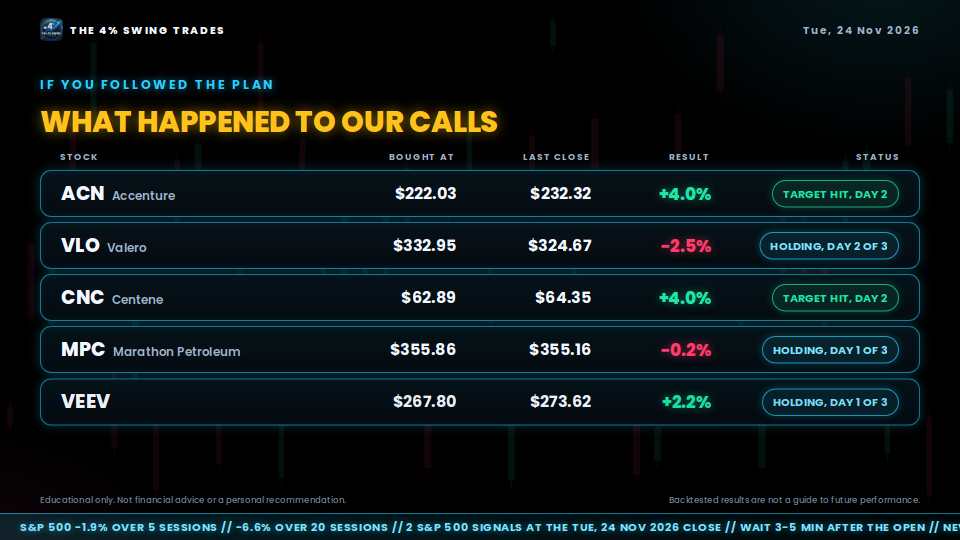 THE 4% SWING TRADES
Tue, 24 Nov 2026
IF YOU FOLLOWED THE PLAN
WHAT HAPPENED TO OUR CALLS
STOCK BOUGHT AT LAST CLOSE RESULT STATUS
ACN Accenture $222.03 $232.32 +4.0% TARGET HIT, DAY 2
VLO Valero $332.95 $324.67 -2.5% HOLDING, DAY 2 OF 3
CNC Centene $62.89 $64.35 +4.0% TARGET HIT, DAY 2
MPC Marathon Petroleum $355.86 $355.16 -0.2% HOLDING, DAY 1 OF 3
VEEV $267.80 $273.62 +2.2% HOLDING, DAY 1 OF 3
Educational only. Not financial advice or a personal recommendation.
Backtested results are not a guide to future performance.
S&P 500 -1.9% OVER 5 SESSIONS // -6.6% OVER 20 SESSIONS // 2 S&P 500 SIGNALS AT THE TUE, 24 NOV 2026 CLOSE // WAIT 3-5 MIN AFTER THE OPEN //